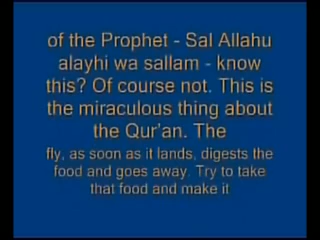 of the Prophet - Sal Allahu
alayhi wa sallam - know
this? Of course not. This is
the miraculous thing about
the Qur'an. The
fly, as soon as it lands, digests the
food and goes away. Try to take
that food and make it